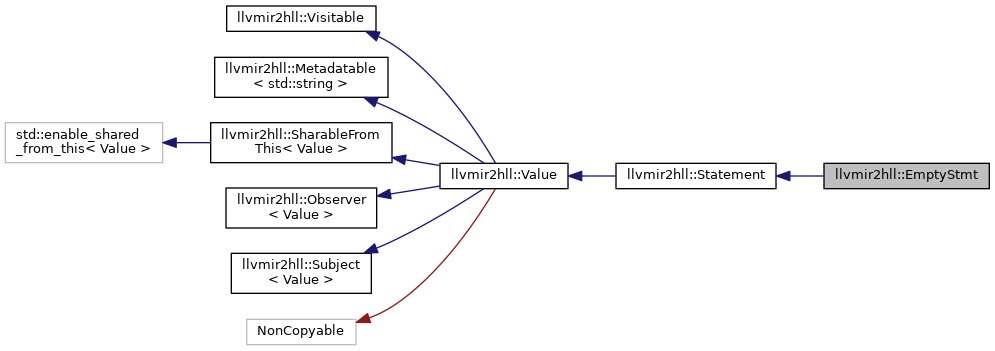 llvmir2hll::Visitable
llvmir2hll::Metadatable
< std::string >
std::enable_shared
_from_this< Value >
llvmir2hll::SharableFrom
This< Value >
llvmir2hll::Value
llvmir2hll::Statement
llvmir2hll::EmptyStmt
llvmir2hll::Observer
< Value >
llvmir2hll::Subject
< Value >
NonCopyable